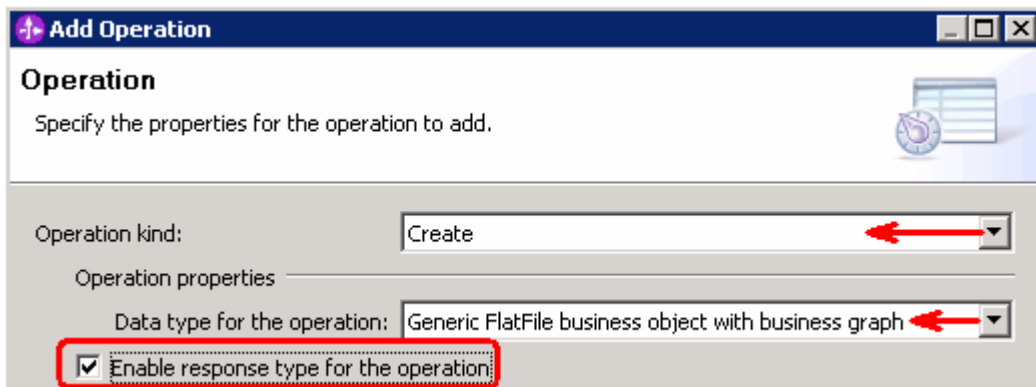 Add Operation
Operation
Specify the properties for the operation to add.
Operation kind: Create
Operation properties
Data type for the operation: Generic FlatFile business object with business graph
Enable response type for the operation